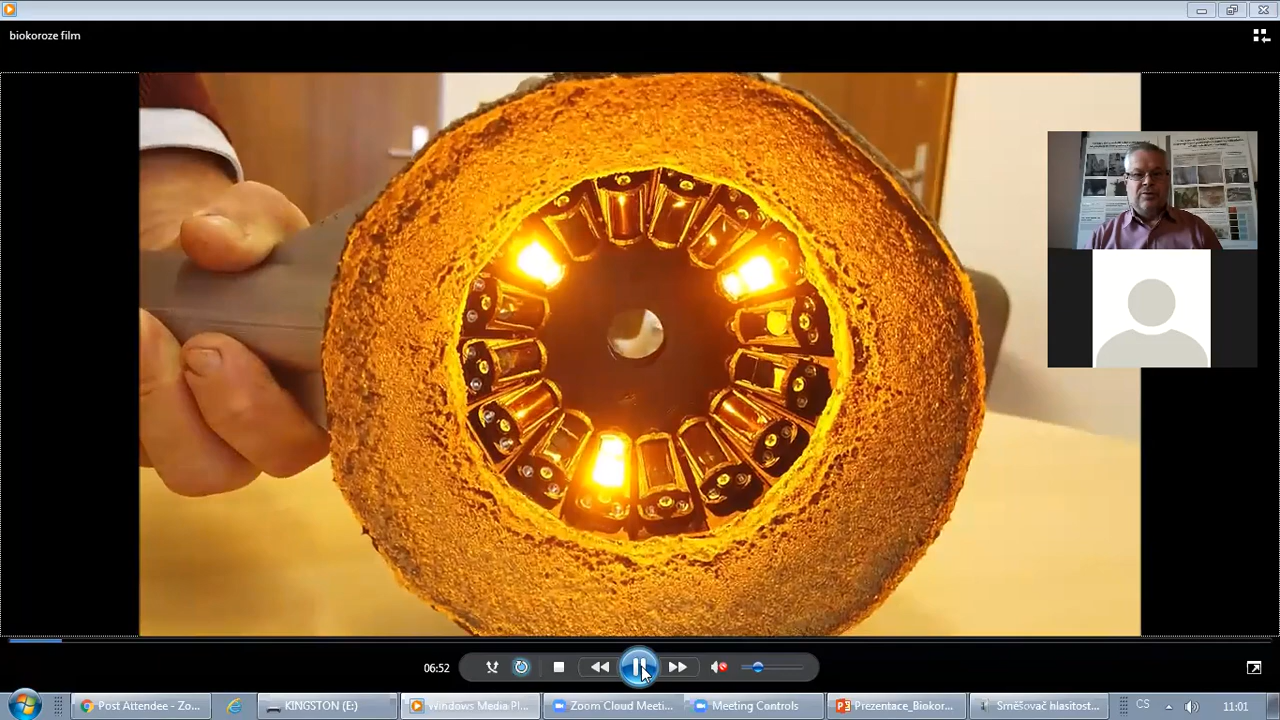 biokoroze film
06:52
Post Attendee - Zo...
KINGSTON (E:)
Windows Media Pl...
Zoom Cloud Meeti...
Meeting Controls
Prezentace_Biokor...
Směšovač hlasitost...
CS
11:01